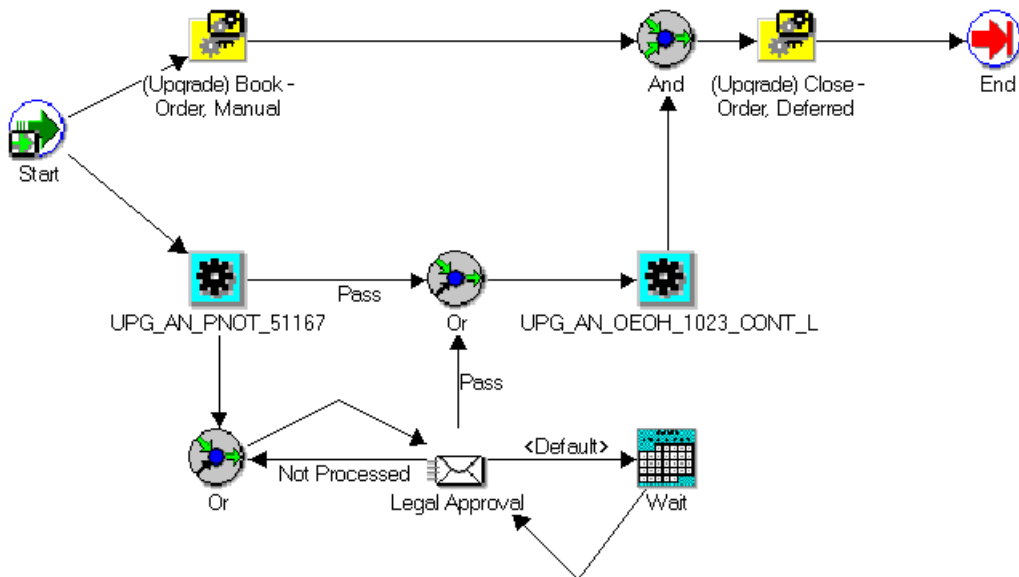 (Upgrade) Book -
Order, Manual
And
(Upgrade) Close -
Order, Deferred
End
Start
Pass
UPG_AN_PNOT_51167
Or
UPG_AN_OEOH_1023_CONT_L
Pass
<Default>
Not Processed
Or
Legal Approval
Wait